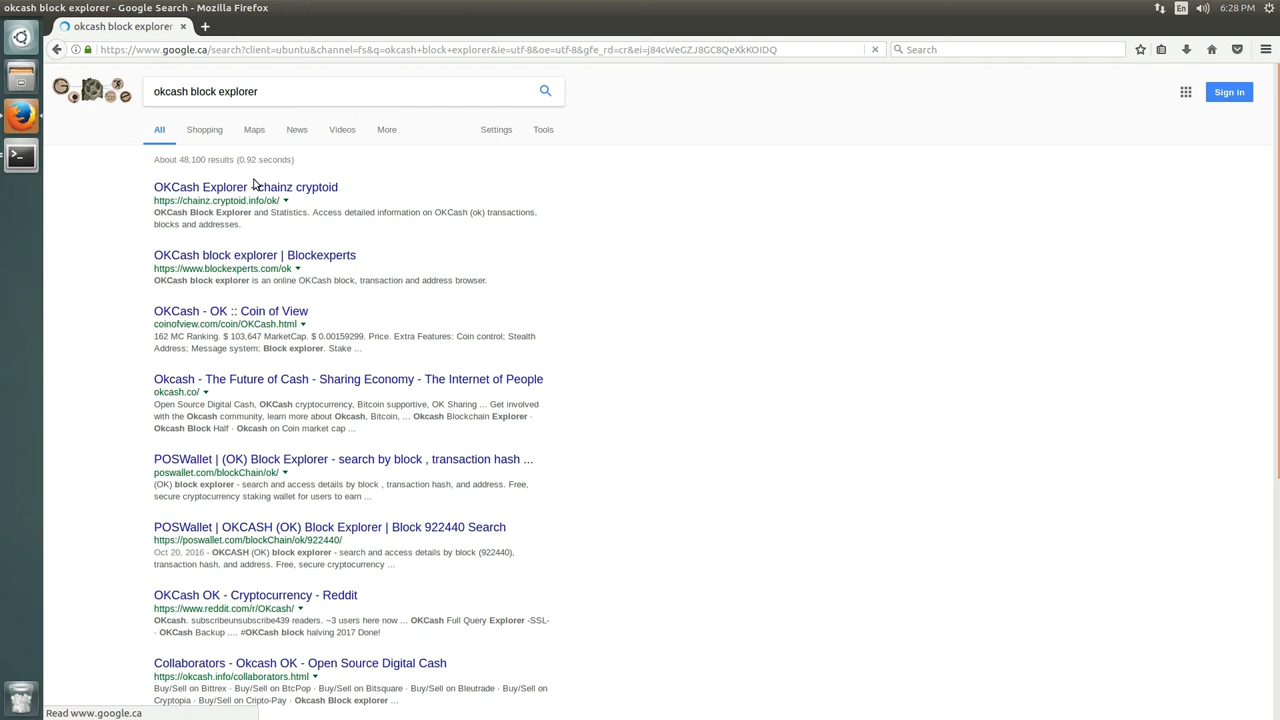 okcash block explorer - Mozilla Firefox
En
6:28 PM
okcash block explorer
https://www.google.ca/search?client=ubuntu&channel=fs&q=okcash+block+explorer&ie=utf-8&oe=utf-8&gfe_rd=cr&ei=j84cWeGZJ8GC8QeXkKOIDQ
Search
okcash block explorer
Sign in
All Shopping Maps News Videos More Settings Tools
About 48,100 results (0.92 seconds)
OKCash Explorer - chainz cryptoid
https://chainz.cryptoid.info/ok/
OKCash Block Explorer and Statistics. Access detailed information on OKCash (ok) transactions,
blocks and addresses.
OKCash block explorer | Blockexperts
https://www.blockexperts.com/ok
OKCash block explorer is an online OKCash block, transaction and address browser.
OKCash - OK :: Coin of View
coinofview.com/coin/OKCash.html
162 MC Ranking. $ 103,647 MarketCap. $ 0.00159299. Price. Extra Features: Coin control; Stealth
Address; Message system; Block explorer. Stake ...
Okcash - The Future of Cash - Sharing Economy - The Internet of People
okcash.co/
Open Source Digital Cash, OKCash cryptocurrency, Bitcoin supportive, OK Sharing ... Get involved
with the Okcash community, learn more about Okcash, Bitcoin, ... Okcash Blockchain Explorer ·
Okcash Block Half · Okcash on Coin market cap ...
POSWallet | (OK) Block Explorer - search by block , transaction hash ...
poswallet.com/blockChain/ok/
(OK) block explorer - search and access details by block , transaction hash, and address. Free,
secure cryptocurrency staking wallet for users to earn ...
POSWallet | OKCASH (OK) Block Explorer | Block 922440 Search
https://poswallet.com/blockChain/ok/922440/
Oct 20, 2016 - OKCASH (OK) block explorer - search and access details by block (922440),
transaction hash, and address. Free, secure cryptocurrency ...
OKCash OK - Cryptocurrency - Reddit
https://www.reddit.com/r/OKcash/
OKcash. subscribeunsubscribe439 readers. ~3 users here now ... OKCash Full Query Explorer -SSL-
· OKCash Backup .... #OKCash block halving 2017 Done!
Collaborators - Okcash OK - Open Source Digital Cash
https://okcash.info/collaborators.html
Buy/Sell on Bittrex · Buy/Sell on BtcPop · Buy/Sell on Bitsquare · Buy/Sell on Bleutrade · Buy/Sell on
Cryptopia · Buy/Sell on Cripto-Pay · Okcash Block explorer ...
Read www.google.ca